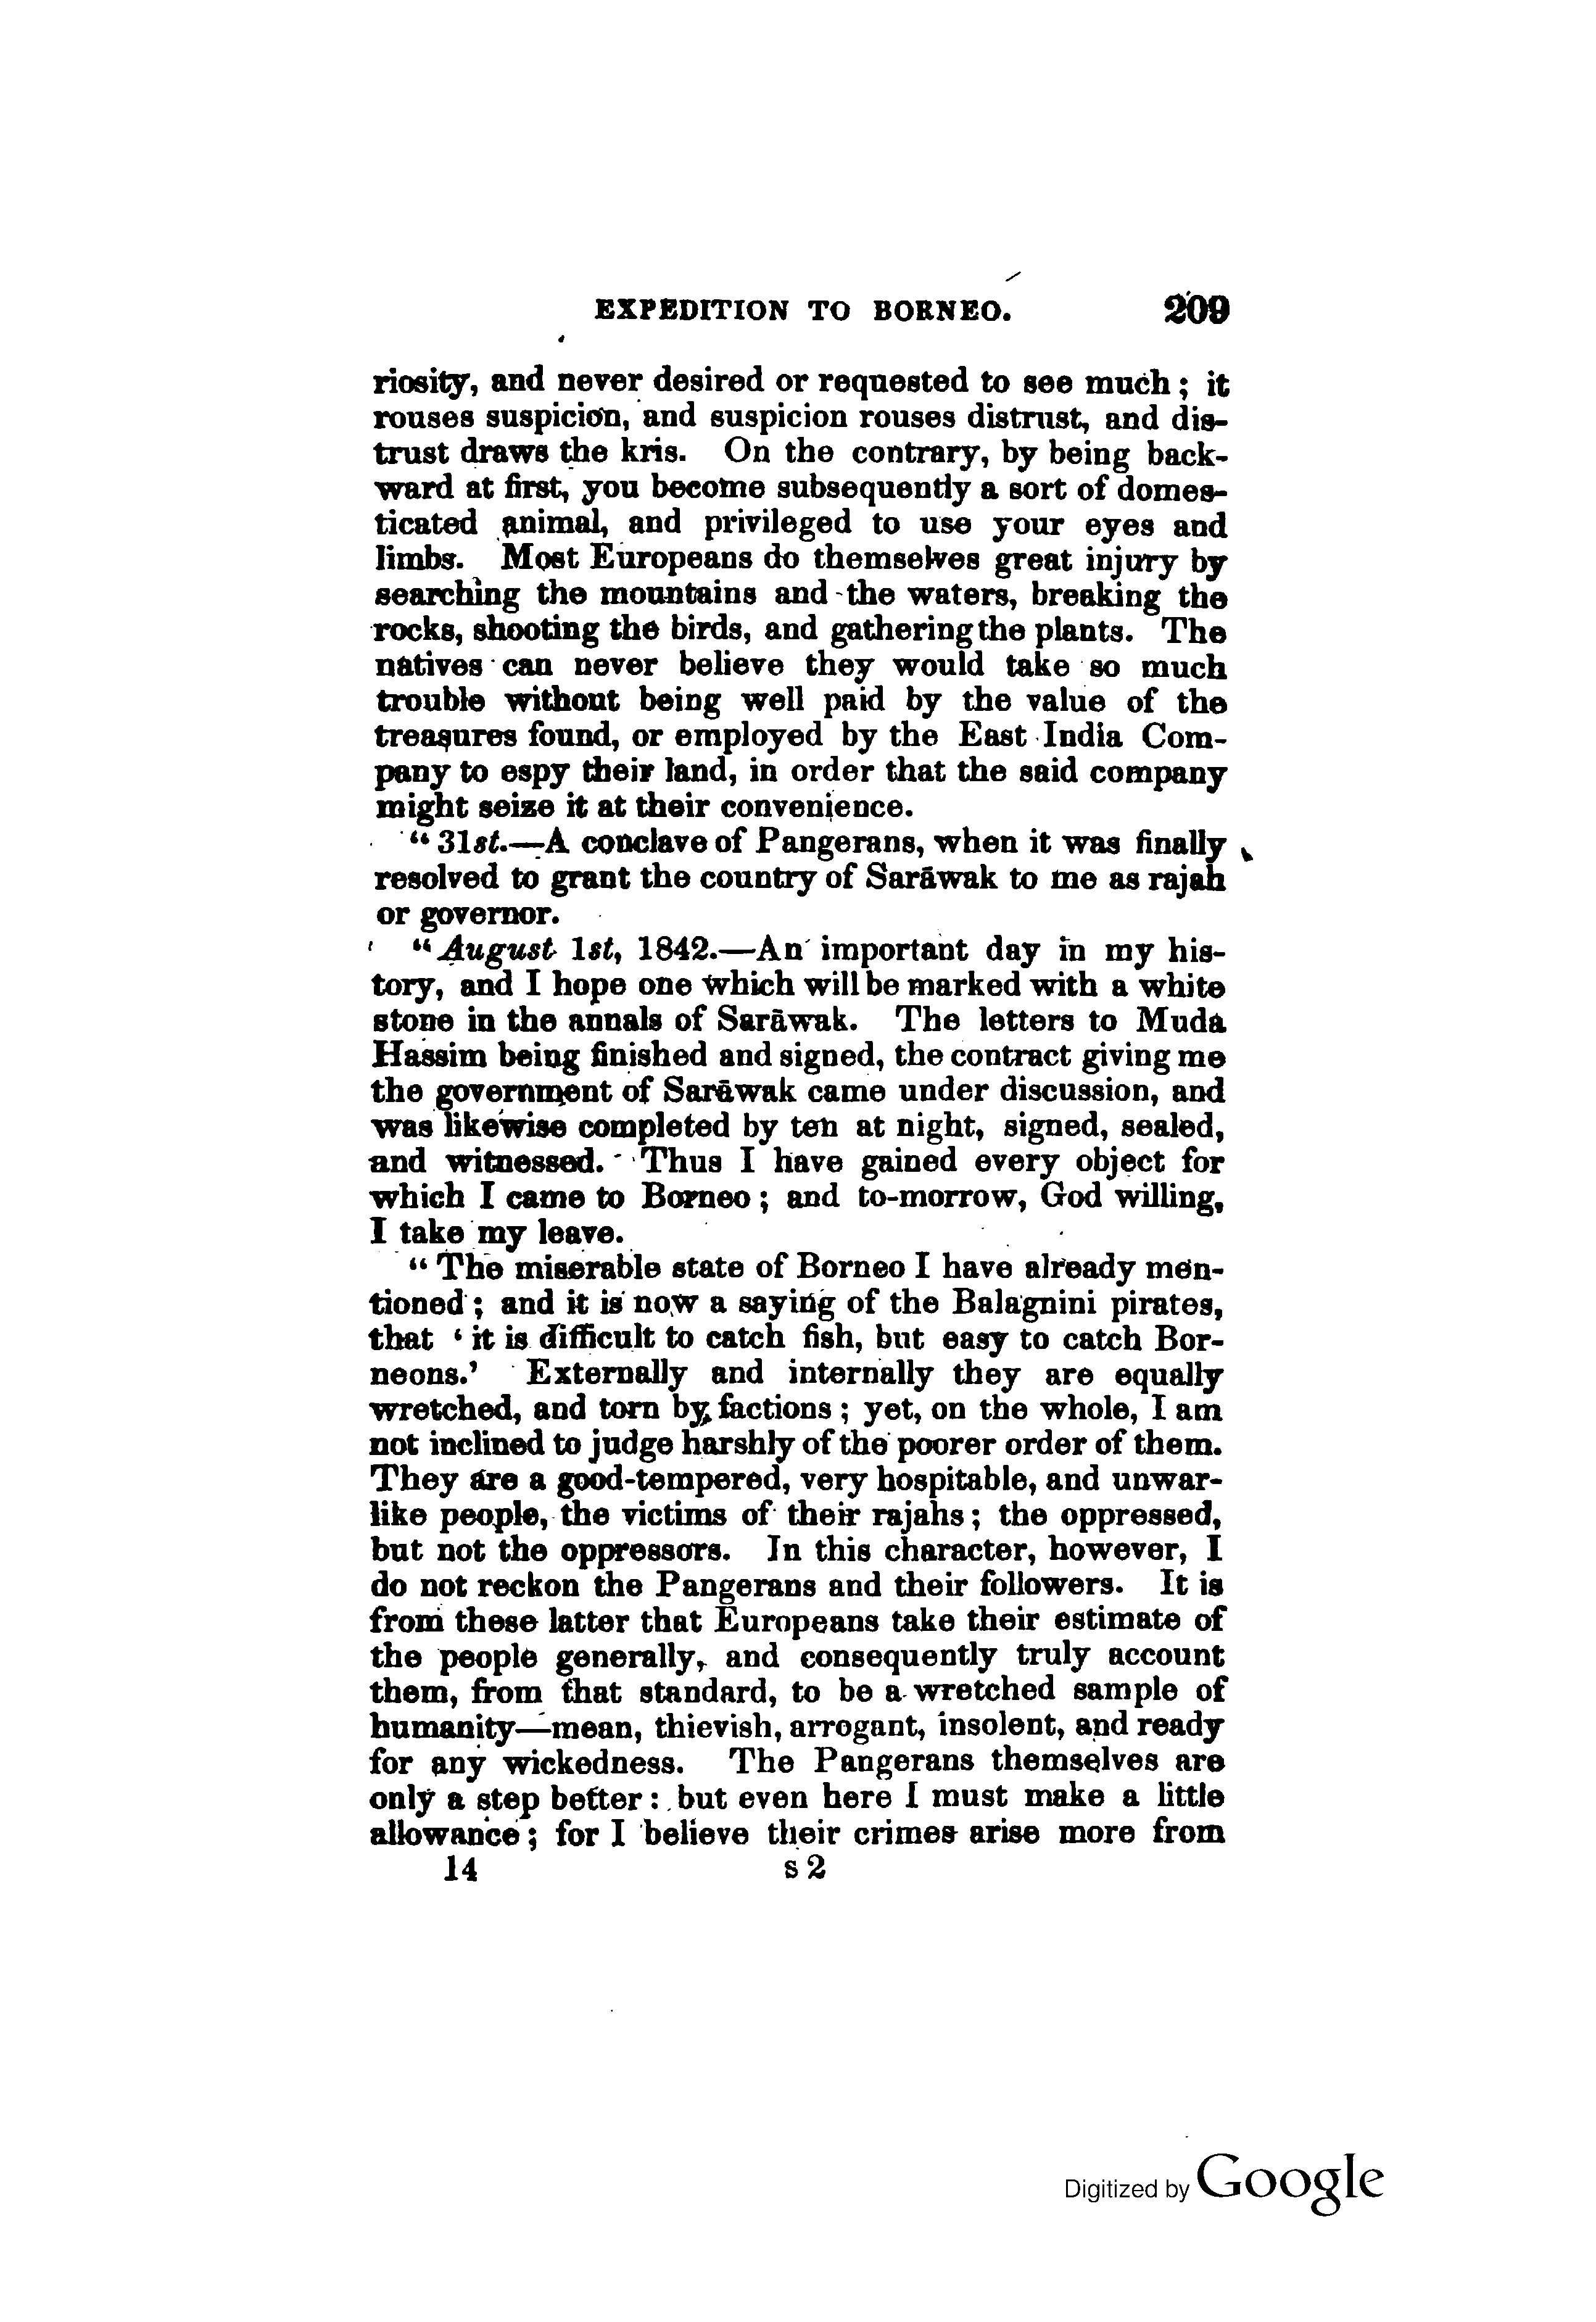 EXPEDITION TO BORNEO. 209
riosity, and never desired or requested to see much; it
rouses suspicion, and suspicion rouses distrust, and dis-
trust draws the kris. On the contrary, by being back-
ward at first, you become subsequently a sort of domes-
ticated animal, and privileged to use your eyes and
limbs. Most Europeans do themselves great injury by
searching the mountains and the waters, breaking the
rocks, shooting the birds, and gathering the plants. The
natives can never believe they would take so much
trouble without being well paid by the value of the
treasures found, or employed by the East India Com-
pany to espy their land, in order that the said company
might seize it at their convenience.
"31st.—A conclave of Pangerans, when it was finally
resolved to grant the country of Sarāwak to me as rajah
or governor.
"August 1st, 1842.—An important day in my his-
tory, and I hope one which will be marked with a white
stone in the annals of Sarāwak. The letters to Muda
Hassim being finished and signed, the contract giving me
the government of Sarāwak came under discussion, and
was likewise completed by ten at night, signed, sealed,
and witnessed. Thus I have gained every object for
which I came to Borneo; and to-morrow, God willing,
I take my leave.
"The miserable state of Borneo I have already men-
tioned; and it is now a saying of the Balagnini pirates,
that 'it is difficult to catch fish, but easy to catch Bor-
neons.' Externally and internally they are equally
wretched, and torn by factions; yet, on the whole, I am
not inclined to judge harshly of the poorer order of them.
They are a good-tempered, very hospitable, and unwar-
like people, the victims of their rajahs; the oppressed,
but not the oppressors. In this character, however, I
do not reckon the Pangerans and their followers. It is
from these latter that Europeans take their estimate of
the people generally, and consequently truly account
them, from that standard, to be a wretched sample of
humanity—mean, thievish, arrogant, insolent, and ready
for any wickedness. The Pangerans themselves are
only a step better: but even here I must make a little
allowance; for I believe their crimes arise more from
14 S 2
Digitized by Google